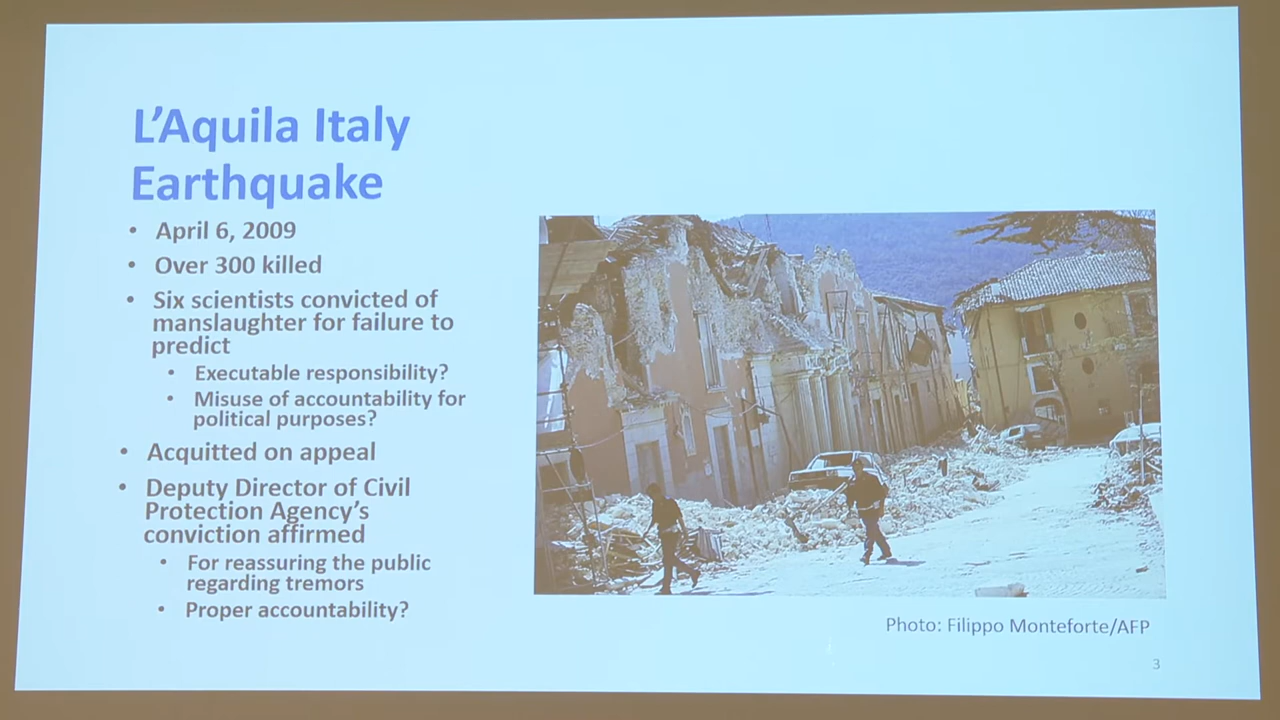 L'Aquila Italy
Earthquake
• April 6, 2009
• Over 300 killed
• Six scientists convicted of
manslaughter for failure to
predict
• Executable responsibility?
• Misuse of accountability for
political purposes?
• Acquitted on appeal
• Deputy Director of Civil
Protection Agency's
conviction affirmed
• For reassuring the public
regarding tremors
• Proper accountability?
Photo: Filippo Monteforte/AFP
3